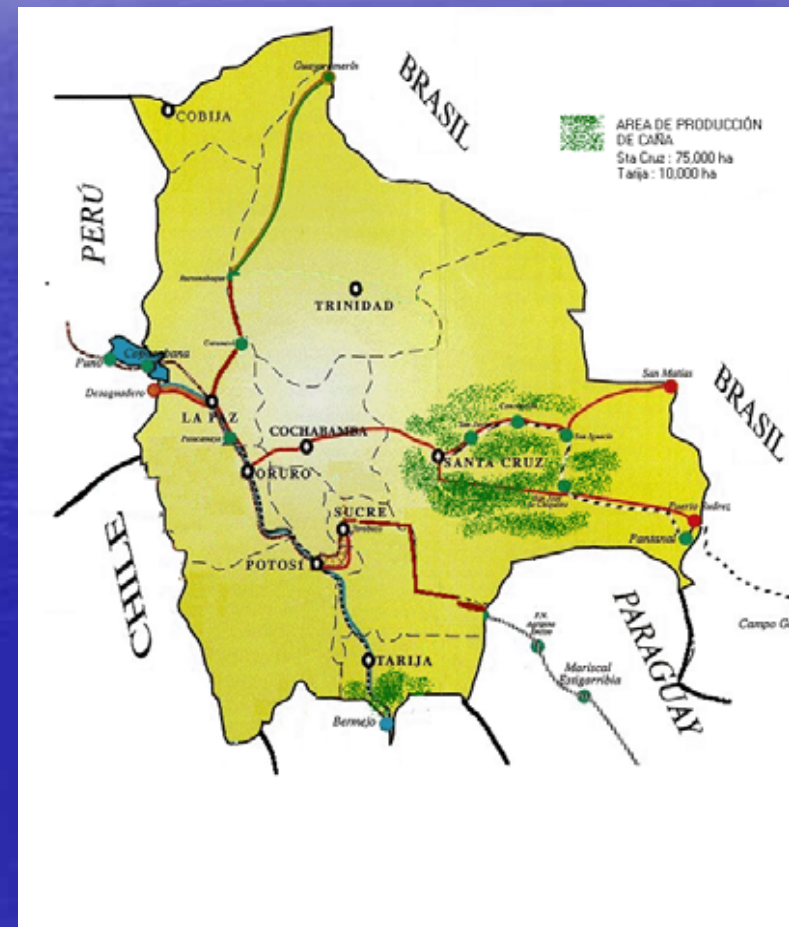 Guayaramerín
BRASIL
COBIJA
AREA DE PRODUCCIÓN
DE CAÑA
Sta Cruz : 75,000 ha
Tarija : 10,000 ha
PERÚ
TRINIDAD
Puno
Copacabana
Desaguadero
San Matías
BRASIL
LA PAZ
COCHABAMBA
San Ignacio
SANTA CRUZ
ORURO
SUCRE
Puerto Suárez
Pantanal
POTOSÍ
CHILE
PARAGUAY
Campo G
Mariscal
Estigarribia
TARIJA
Bermejo